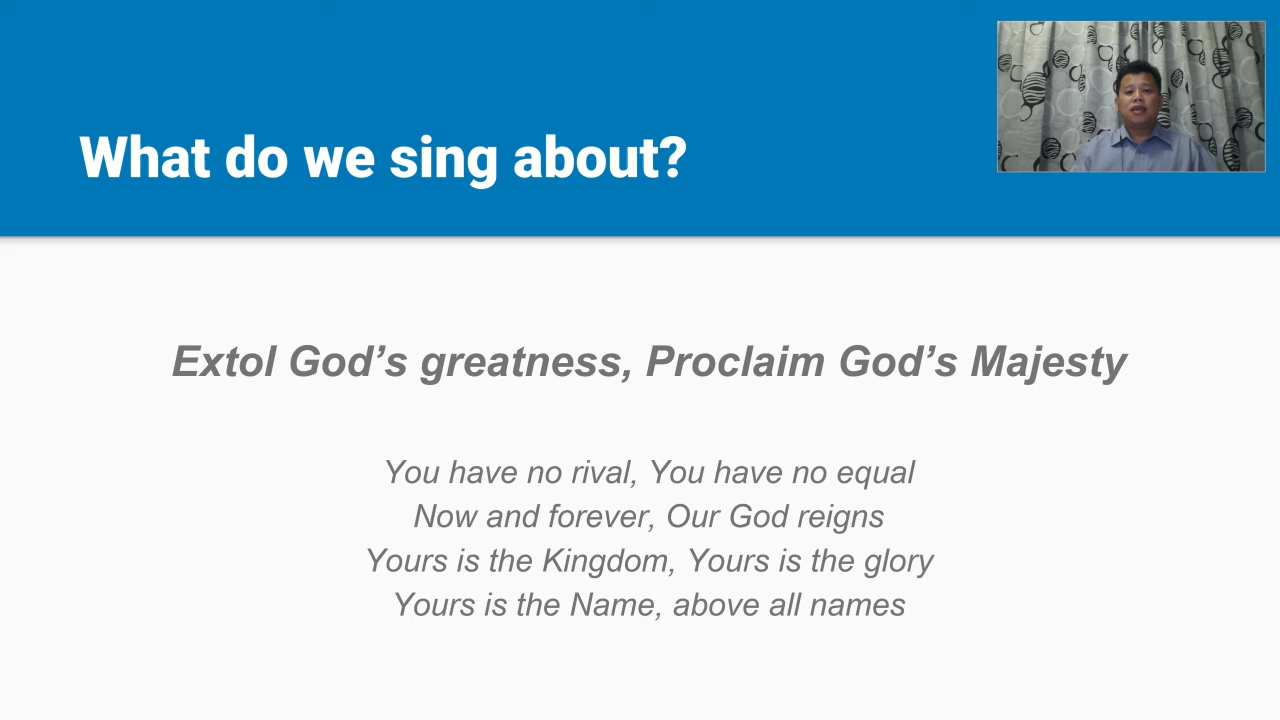 What do we sing about?
Extol God’s greatness, Proclaim God’s Majesty
You have no rival, You have no equal
Now and forever, Our God reigns
Yours is the Kingdom, Yours is the glory
Yours is the Name, above all names